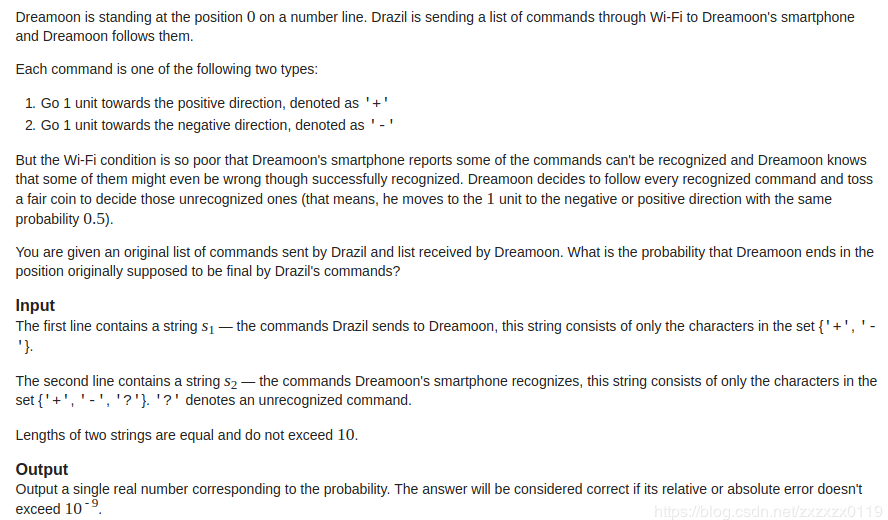 Dreamoon is standing at the position 0 on a number line. Drazil is sending a list of commands through Wi-Fi to Dreamoon's smartphone
and Dreamoon follows them.
Each command is one of the following two types:
1. Go 1 unit towards the positive direction, denoted as '+'
2. Go 1 unit towards the negative direction, denoted as '-'
But the Wi-Fi condition is so poor that Dreamoon's smartphone reports some of the commands can't be recognized and Dreamoon knows
that some of them might even be wrong though successfully recognized. Dreamoon decides to follow every recognized command and toss
a fair coin to decide those unrecognized ones (that means, he moves to the 1 unit to the negative or positive direction with the same
probability 0.5).
You are given an original list of commands sent by Drazil and list received by Dreamoon. What is the probability that Dreamoon ends in the
position originally supposed to be final by Drazil's commands?
Input
The first line contains a string s1 — the commands Drazil sends to Dreamoon, this string consists of only the characters in the set {'+', '-
'}.
The second line contains a string s2 — the commands Dreamoon's smartphone recognizes, this string consists of only the characters in the
set {'+', '-', '?'}. '?' denotes an unrecognized command.
Lengths of two strings are equal and do not exceed 10.
Output
Output a single real number corresponding to the probability. The answer will be considered correct if its relative or absolute error doesn't
exceed 10^-9.
https://blog.csdn.net/zxzxzx0119